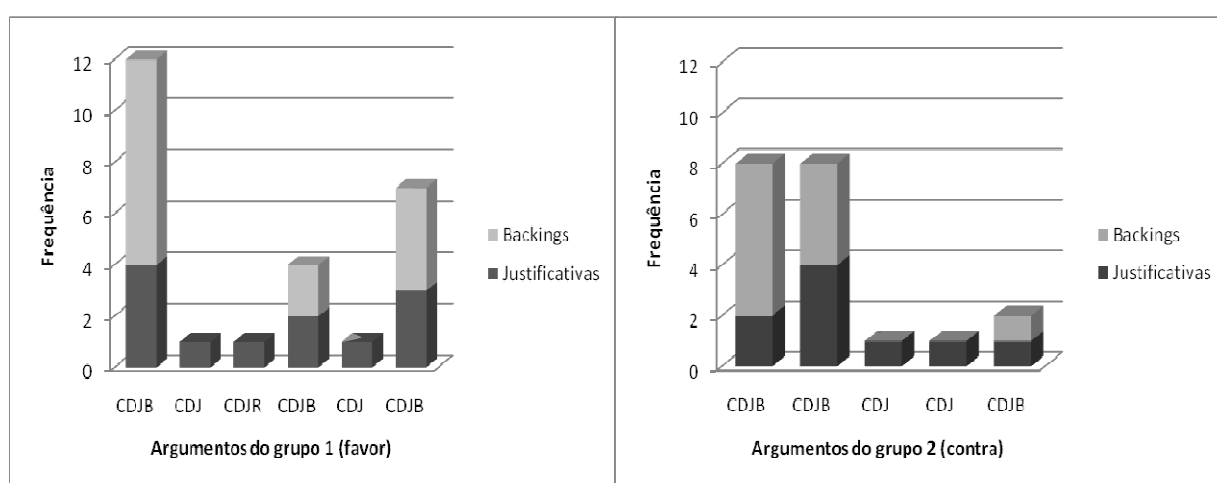 12
10
8
6
4
2
0
Frequência
Backings
Justificativas
CDJB CDJ CDJR CDJB CDJ CDJB
Argumentos do grupo 1 (favor)
12
10
8
6
4
2
0
Frequência
Backings
Justificativas
CDJB CDJB CDJ CDJ CDJB
Argumentos do grupo 2 (contra)